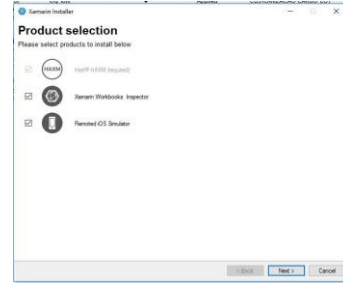 Xamarin Installer
Product selection
Please select products to install below
HAXM
Intel® HAXM (required)
Xamarin Workbooks Inspector
Remoted iOS Simulator
< Back
Next >
Cancel